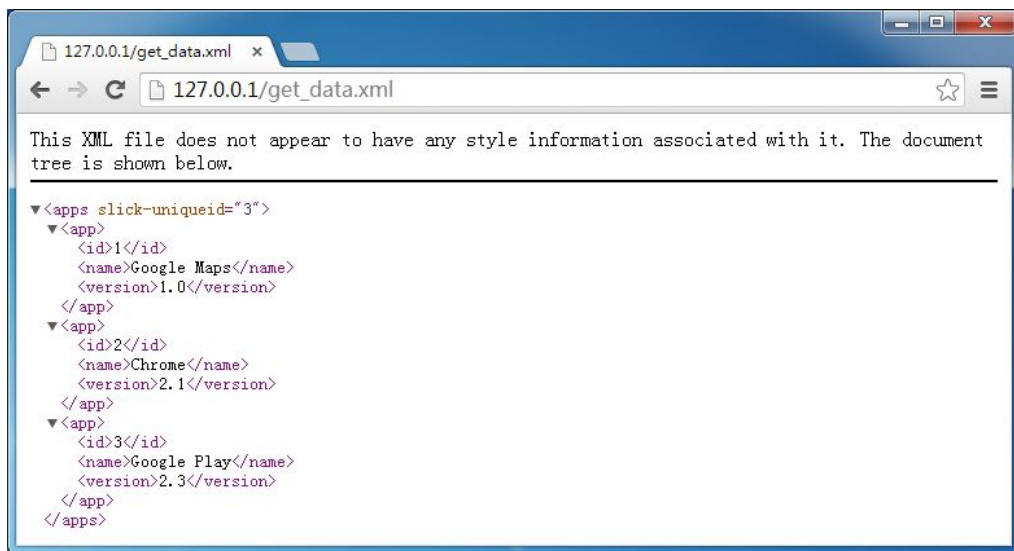 127.0.0.1/get_data.xml
127.0.0.1/get_data.xml
This XML file does not appear to have any style information associated with it. The document
tree is shown below.
<apps slick-uniqueid="3">
<app>
<id>1</id>
<name>Google Maps</name>
<version>1.0</version>
</app>
<app>
<id>2</id>
<name>Chrome</name>
<version>2.1</version>
</app>
<app>
<id>3</id>
<name>Google Play</name>
<version>2.3</version>
</app>
</apps>